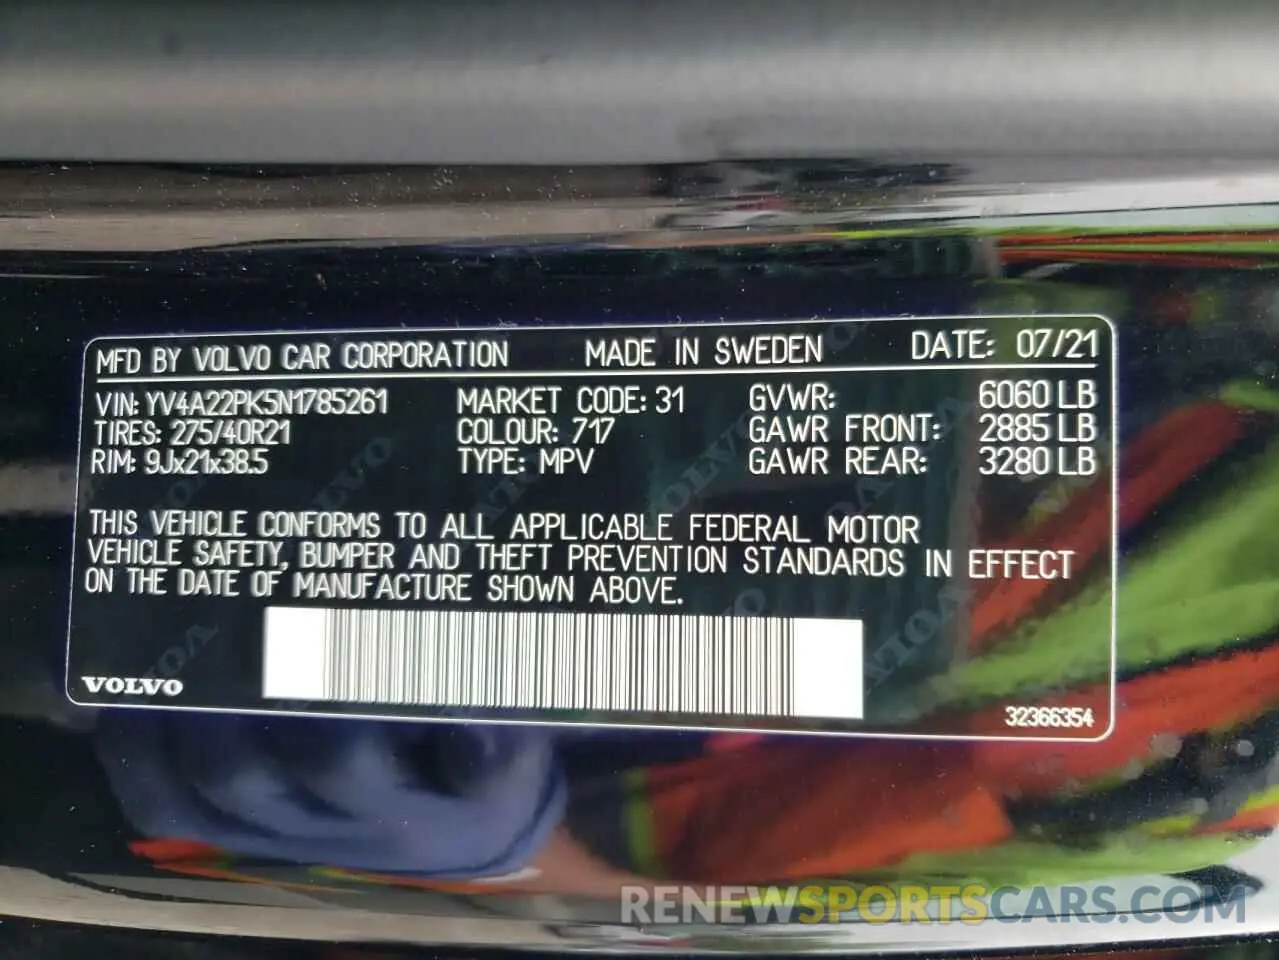 MFD BY VOLVO CAR CORPORATION MADE IN SWEDEN DATE: 07/21
VIN: YV4A22PK5N1785261 MARKET CODE: 31 GVWR: 6060 LB
TIRES: 275/40R21 COLOUR: 717 GAWR FRONT: 2885 LB
RIM: 9Jx21x38.5 TYPE: MPV GAWR REAR: 3280 LB
THIS VEHICLE CONFORMS TO ALL APPLICABLE FEDERAL MOTOR
VEHICLE SAFETY, BUMPER AND THEFT PREVENTION STANDARDS IN EFFECT
ON THE DATE OF MANUFACTURE SHOWN ABOVE.
VOLVO
32366354
RENEWSPORTSCARS.COM